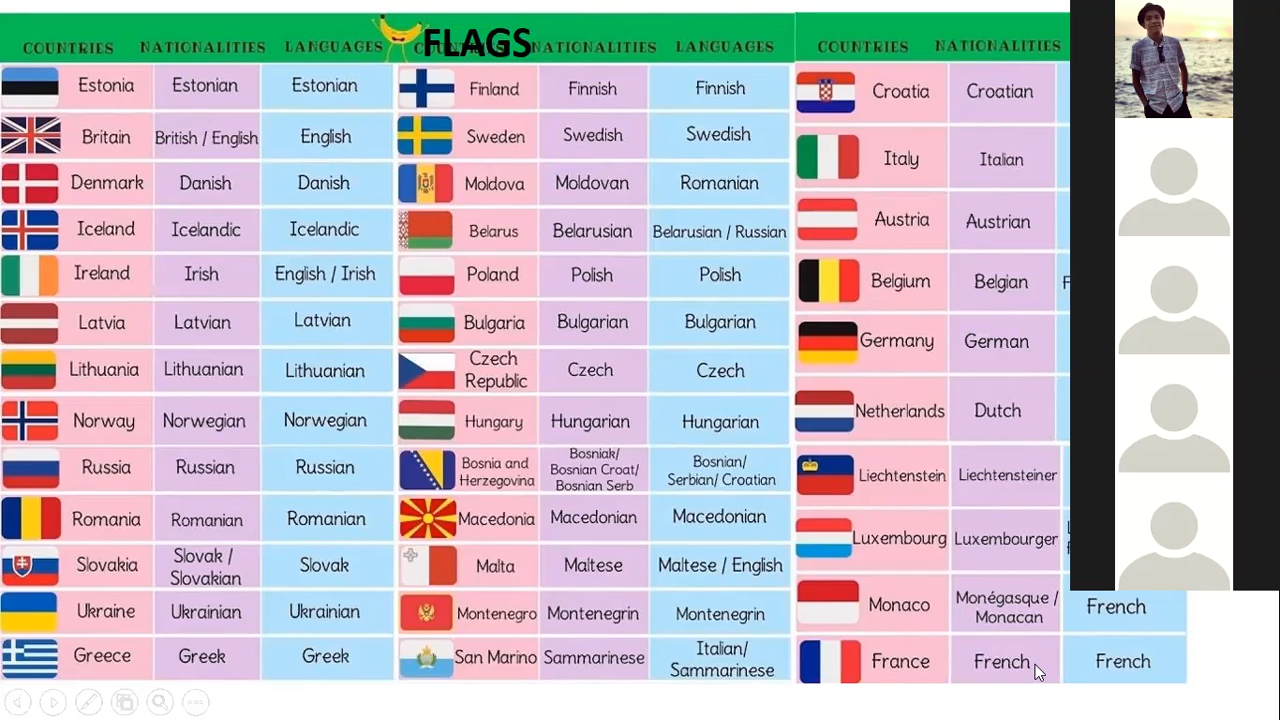 FLAGS
COUNTRIES NATIONALITIES LANGUAGES
Estonia Estonian Estonian
Britain British / English English
Denmark Danish Danish
Iceland Icelandic Icelandic
Ireland Irish English / Irish
Latvia Latvian Latvian
Lithuania Lithuanian Lithuanian
Norway Norwegian Norwegian
Russia Russian Russian
Romania Romanian Romanian
Slovakia Slovak / Slovakian Slovak
Ukraine Ukrainian Ukrainian
Greece Greek Greek
NATIONALITIES LANGUAGES
Finland Finnish Finnish
Sweden Swedish Swedish
Moldova Moldovan Romanian
Belarus Belarusian Belarusian / Russian
Poland Polish Polish
Bulgaria Bulgarian Bulgarian
Czech Republic Czech Czech
Hungary Hungarian Hungarian
Bosnia and Herzegovina Bosniak/ Bosnian Croat/ Bosnian Serb Bosnian/ Serbian/ Croatian
Macedonia Macedonian Macedonian
Malta Maltese Maltese / English
Montenegro Montenegrin Montenegrin
San Marino Sammarinese Italian/ Sammarinese
COUNTRIES NATIONALITIES
Croatia Croatian
Italy Italian
Austria Austrian
Belgium Belgian
Germany German
Netherlands Dutch
Liechtenstein Liechtensteiner
Luxembourg Luxembourger
Monaco Monégasque / Monacan French
France French French